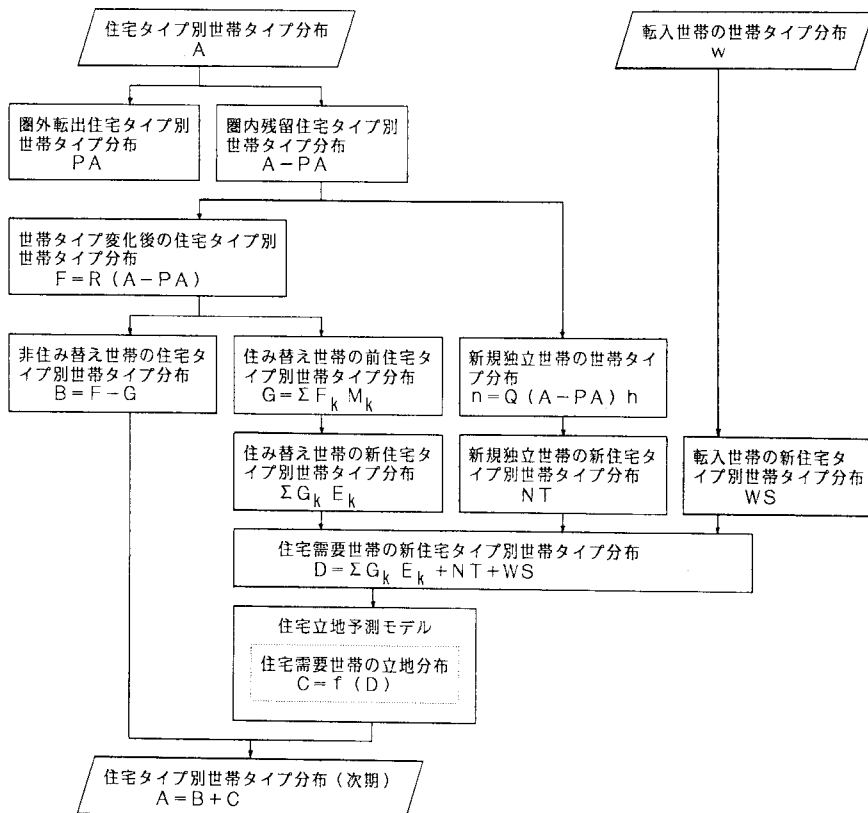 住宅タイプ別世帯タイプ分布
A
転入世帯の世帯タイプ分布
w
圏外転出住宅タイプ別
世帯タイプ分布
PA
圏内残留住宅タイプ別
世帯タイプ分布
A-PA
世帯タイプ変化後の住宅タイプ別
世帯タイプ分布
F=R(A-PA)
非住み替え世帯の住宅タ
イプ別世帯タイプ分布
B=F-G
住み替え世帯の前住宅タ
イプ別世帯タイプ分布
G=ΣFk Mk
新規独立世帯の世帯タイ
プ分布
n=Q(A-PA)h
住み替え世帯の新住宅
タイプ別世帯タイプ分布
ΣGk Ek
新規独立世帯の新住宅タ
イプ別世帯タイプ分布
NT
転入世帯の新住宅タ
イプ別世帯タイプ分布
WS
住宅需要世帯の新住宅タイプ別世帯タイプ分布
D=ΣGk Ek +NT+WS
住宅立地予測モデル
住宅需要世帯の立地分布
C=f(D)
住宅タイプ別世帯タイプ分布(次期)
A=B+C